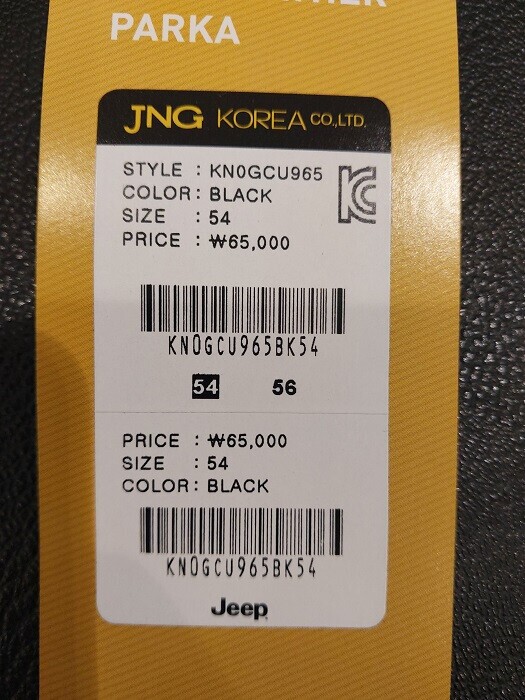 PARKA
JNG KOREA CO.,LTD.
STYLE : KN0GCU965
COLOR : BLACK
SIZE : 54
PRICE : ₩65,000
KN0GCU965BK54
54 56
PRICE : ₩65,000
SIZE : 54
COLOR : BLACK
KN0GCU965BK54
Jeep